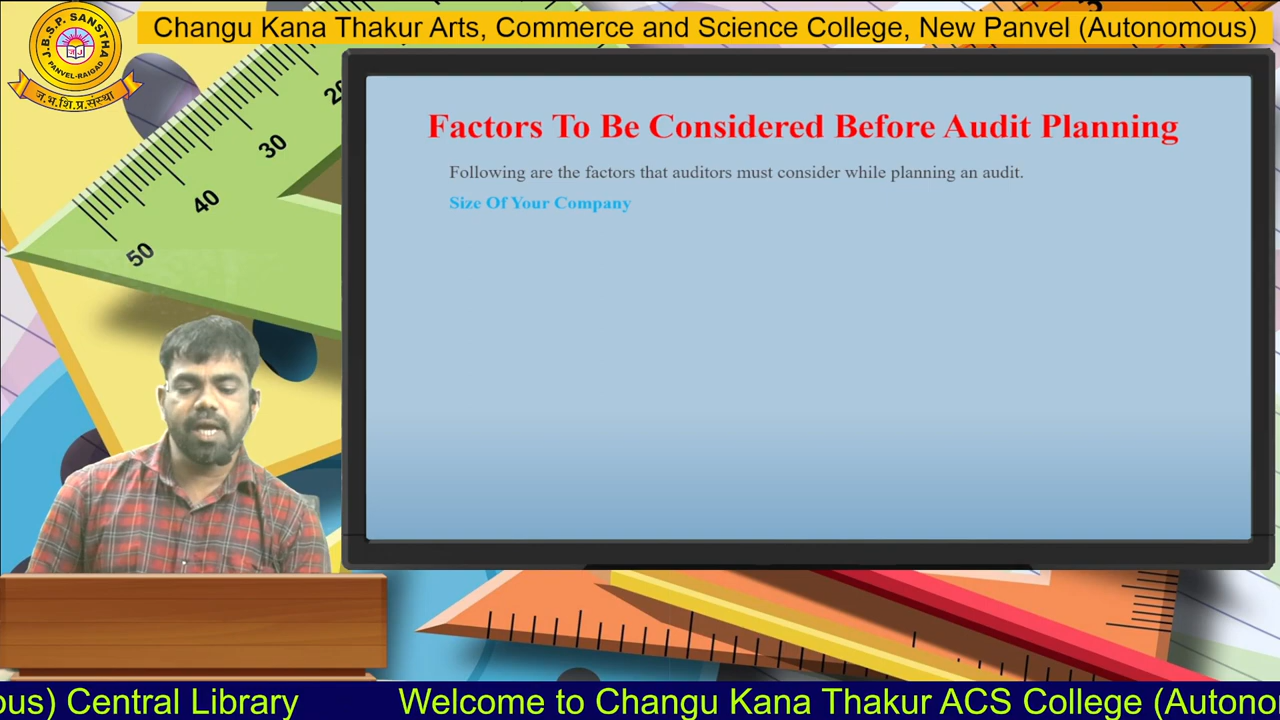 Changu Kana Thakur Arts, Commerce and Science College, New Panvel (Autonomous)
J.B.S.P. SANSTHA
PANVEL-RAIGAD
ज.भ.शि.प्र.संस्था
20
30
40
50
Factors To Be Considered Before Audit Planning
Following are the factors that auditors must consider while planning an audit.
Size Of Your Company
ous) Central Library
Welcome to Changu Kana Thakur ACS College (Autono